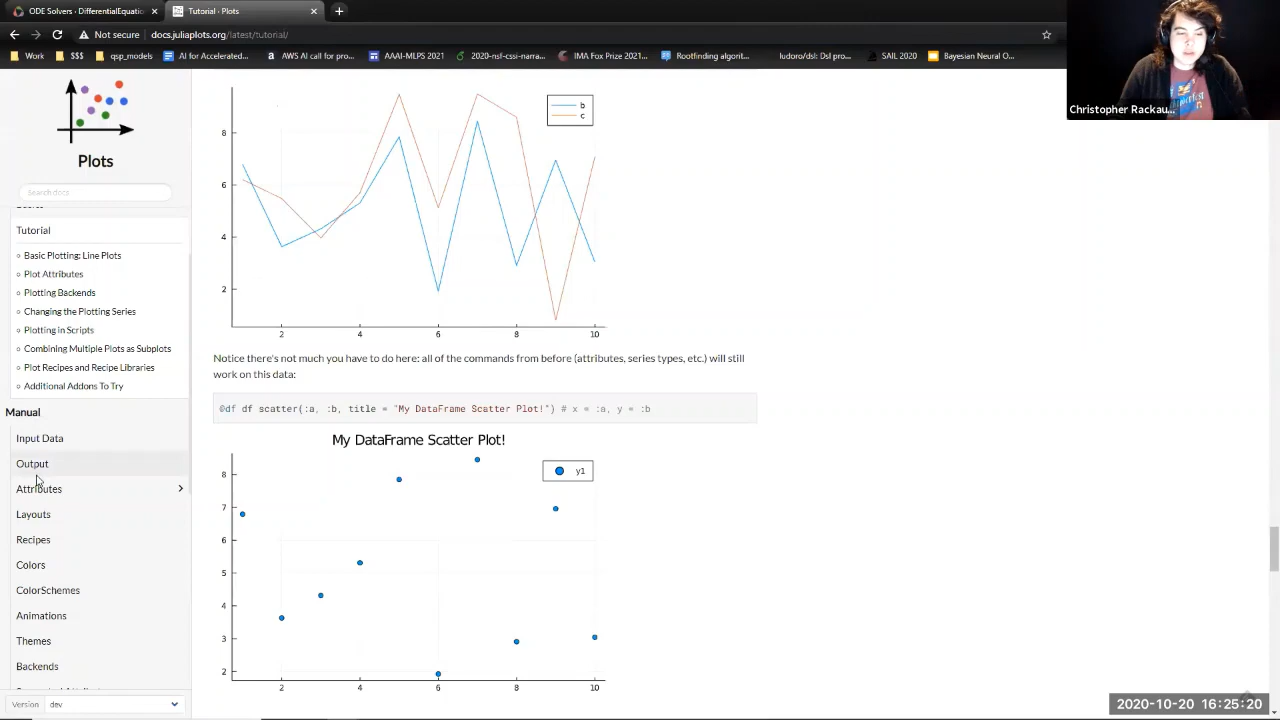 ODE Solvers · DifferentialEquatio
Tutorial · Plots
Not secure
docs.juliaplots.org/latest/tutorial/
Work
$$$
qsp_models
AI for Accelerated...
AWS AI call for pro...
AAAI-MLPS 2021
2020-nsf-cssi-narra...
IMA Fox Prize 2021...
Rootfinding algorit...
ludoro/dsl: Dsl pro...
SAIL 2020
Bayesian Neural O...
Christopher Rackau...
Plots
Search docs
Tutorial
Basic Plotting: Line Plots
Plot Attributes
Plotting Backends
Changing the Plotting Series
Plotting in Scripts
Combining Multiple Plots as Subplots
Plot Recipes and Recipe Libraries
Additional Addons To Try
Manual
Input Data
Output
Attributes
Layouts
Recipes
Colors
ColorSchemes
Animations
Themes
Backends
Version
dev
b
c
8
6
4
2
2 4 6 8 10
Notice there's not much you have to do here: all of the commands from before (attributes, series types, etc.) will still
work on this data:
@df df scatter(:a, :b, title = "My DataFrame Scatter Plot!") # x = :a, y = :b
My DataFrame Scatter Plot!
y1
8
7
6
5
4
3
2
2 4 6 8 10
2020-10-20 16:25:20